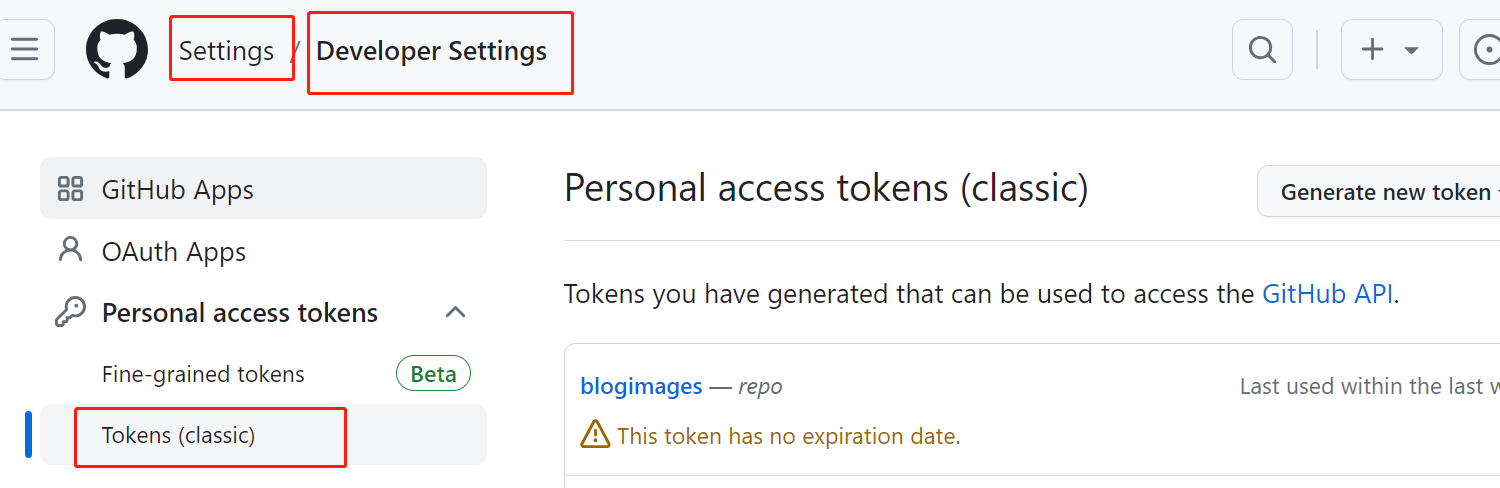 Settings / Developer Settings
GitHub Apps
OAuth Apps
Personal access tokens
Fine-grained tokens Beta
Tokens (classic)
Personal access tokens (classic)
Generate new token
Tokens you have generated that can be used to access the GitHub API.
blogimages — repo
Last used within the last
This token has no expiration date.